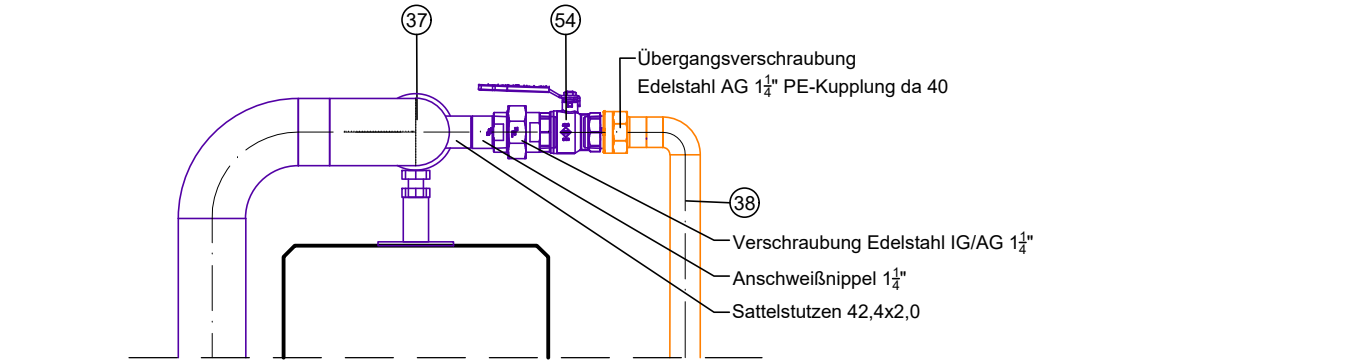 37
54
Übergangsverschraubung
Edelstahl AG 1¼" PE-Kupplung da 40
38
Verschraubung Edelstahl IG/AG 1¼"
Anschweißnippel 1¼"
Sattelstutzen 42,4x2,0